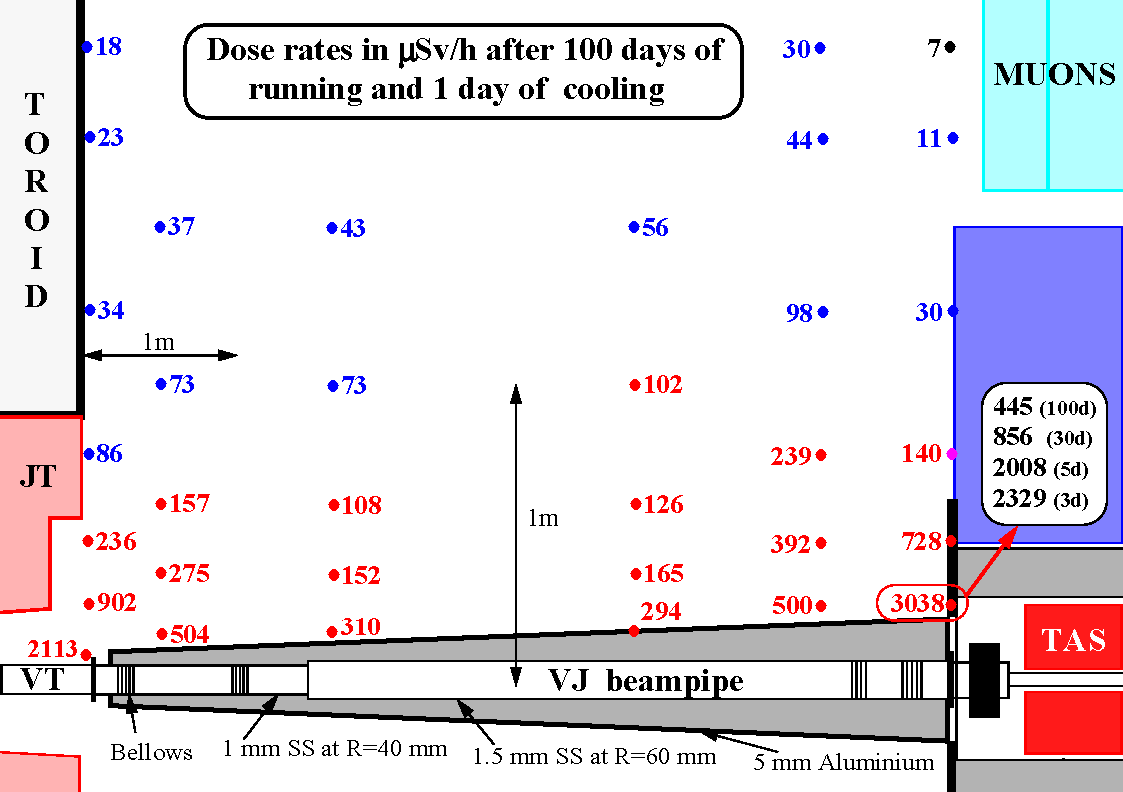 18
30
7
Dose rates in µSv/h after 100 days of
running and 1 day of cooling
MUONS
T
O
R
O
I
D
23
44
11
37
43
56
34
98
30
1m
73
73
102
445 (100d)
856 (30d)
2008 (5d)
2329 (3d)
86
239
140
JT
157
108
1m
126
236
392
728
275
152
165
902
294
500
3038
504
310
TAS
2113
VT
VJ beampipe
Bellows
1 mm SS at R=40 mm
1.5 mm SS at R=60 mm
5 mm Aluminium